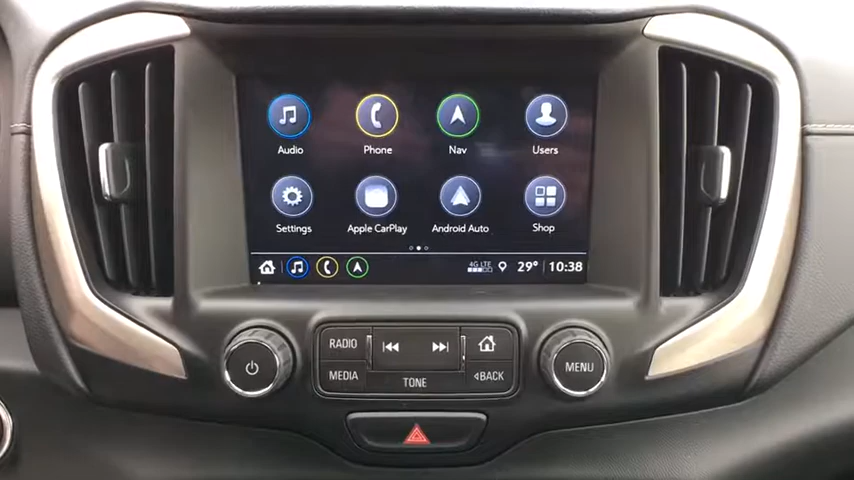 Audio Phone Nav Users
Settings Apple CarPlay Android Auto Shop
4G LTE 29° 10:38
RADIO
MEDIA
TONE
◁BACK
MENU